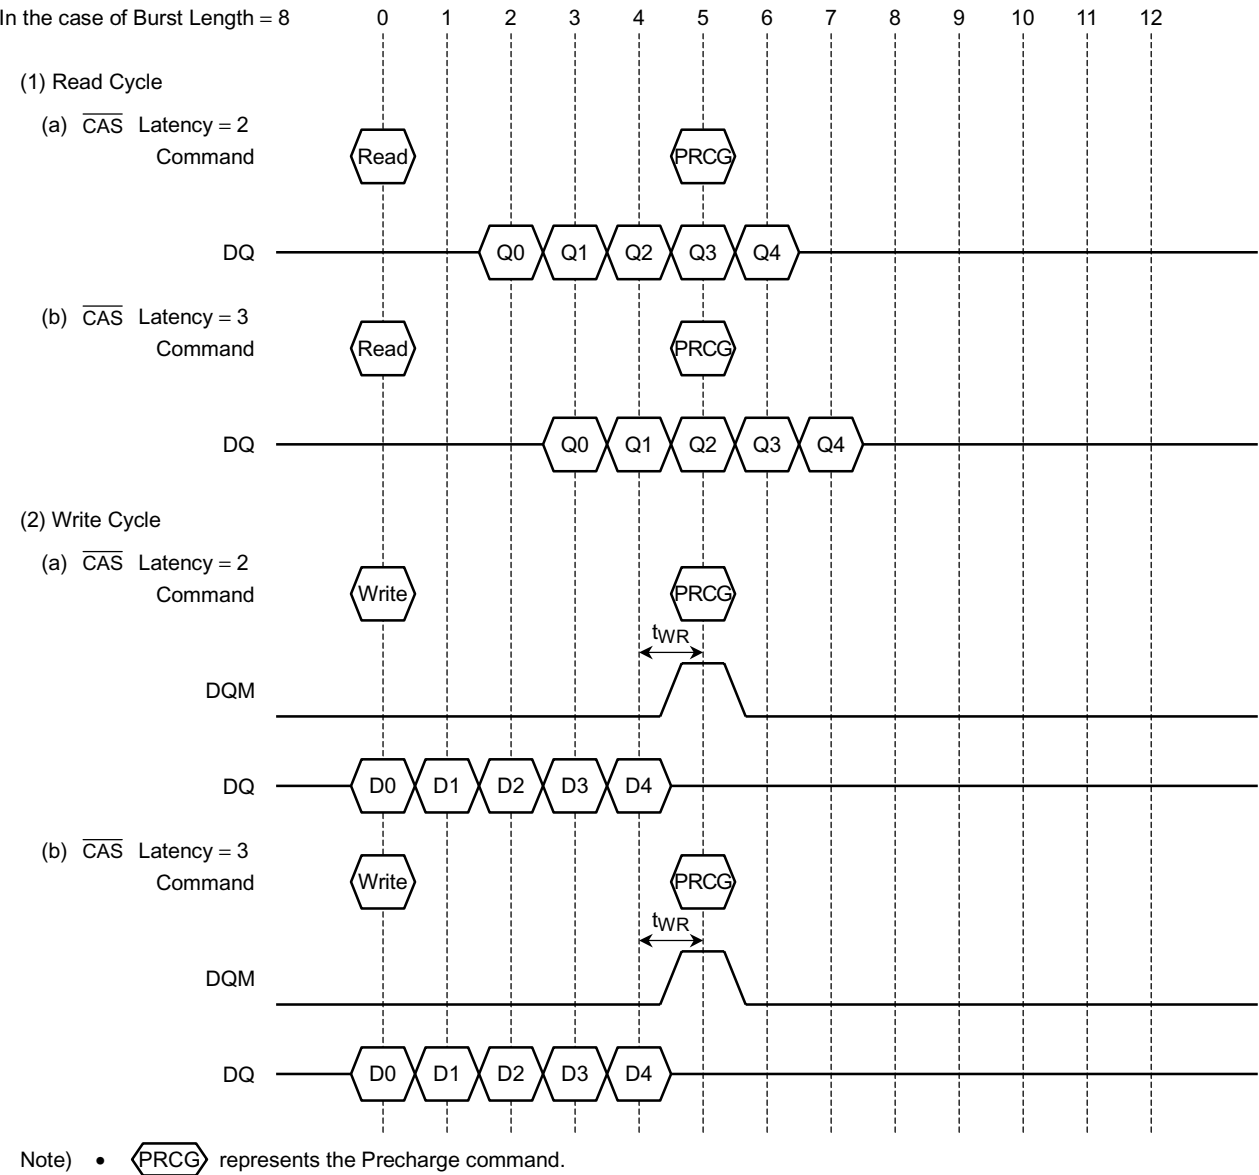 In the case of Burst Length = 8 0 1 2 3 4 5 6 7 8 9 10 11 12
(1) Read Cycle
(a) CAS Latency = 2
Command Read PRCG
DQ Q0 Q1 Q2 Q3 Q4
(b) CAS Latency = 3
Command Read PRCG
DQ Q0 Q1 Q2 Q3 Q4
(2) Write Cycle
(a) CAS Latency = 2
Command Write PRCG
tWR
DQM
DQ D0 D1 D2 D3 D4
(b) CAS Latency = 3
Command Write PRCG
tWR
DQM
DQ D0 D1 D2 D3 D4
Note) • PRCG represents the Precharge command.